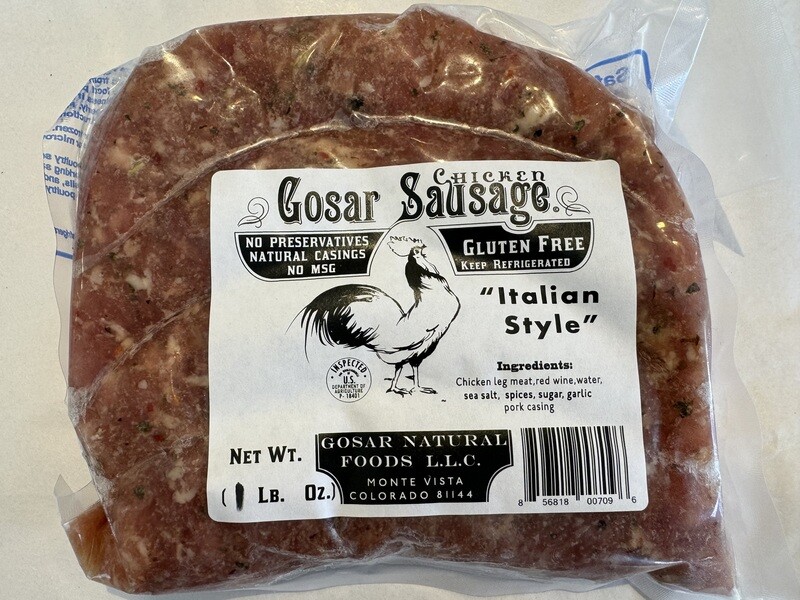 CHICKEN
Gosar Sausage.
NO PRESERVATIVES
NATURAL CASINGS
NO MSG
GLUTEN FREE
KEEP REFRIGERATED
"Italian
Style"
INSPECTED
U.S.
DEPARTMENT OF
AGRICULTURE
P-18401
Ingredients:
Chicken leg meat,red wine,water,
sea salt, spices, sugar, garlic
pork casing
NET WT.
( 1 LB. OZ.)
GOSAR NATURAL
FOODS L.L.C.
MONTE VISTA
COLORADO 81144
8 56818 00709 6